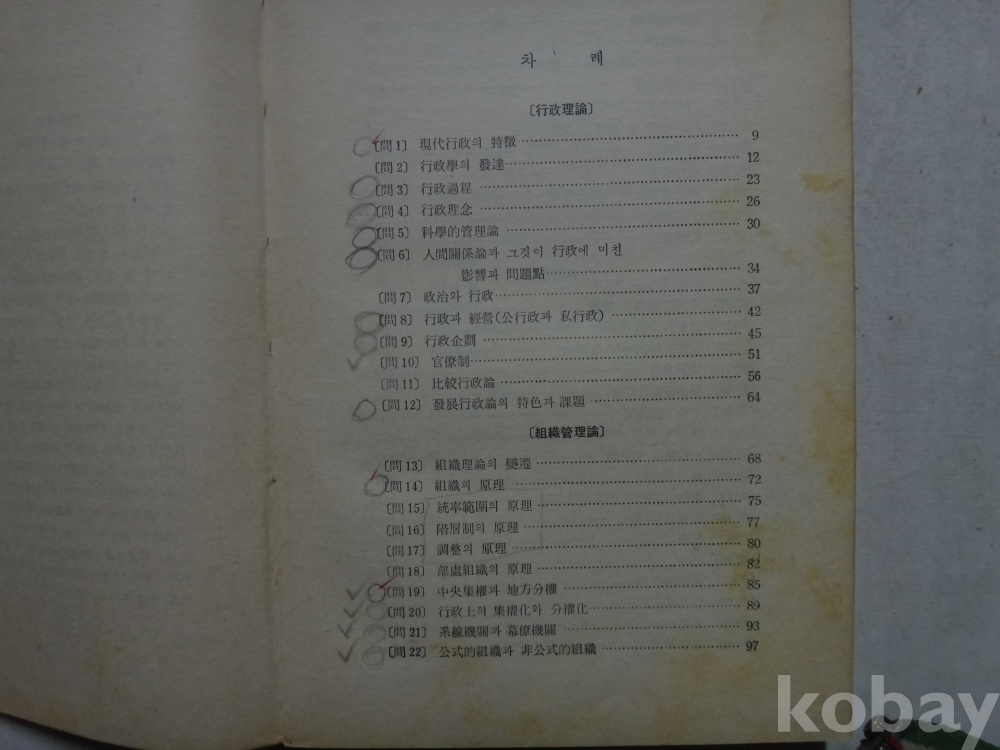 차 례
〔行政理論〕
〔問 1〕 現代行政의 特徵 ························ 9
〔問 2〕 行政學의 發達 ························ 12
〔問 3〕 行政過程 ························ 23
〔問 4〕 行政理念 ························ 26
〔問 5〕 科學的管理論 ························ 30
〔問 6〕 人間關係論과 그것이 行政에 미친
影響과 問題點 ························ 34
〔問 7〕 政治와 行政 ························ 37
〔問 8〕 行政과 經營(公行政과 私行政) ························ 42
〔問 9〕 行政企劃 ························ 45
〔問 10〕 官僚制 ························ 51
〔問 11〕 比較行政論 ························ 56
〔問 12〕 發展行政論의 特色과 課題 ························ 64
〔組織管理論〕
〔問 13〕 組織理論의 變遷 ························ 68
〔問 14〕 組織의 原理 ························ 72
〔問 15〕 統率範圍의 原理 ························ 75
〔問 16〕 階層制의 原理 ························ 77
〔問 17〕 調整의 原理 ························ 80
〔問 18〕 部處組織의 原理 ························ 82
〔問 19〕 中央集權과 地方分權 ························ 85
〔問 20〕 行政上의 集權化와 分權化 ························ 89
〔問 21〕 系線機關과 幕僚機關 ························ 93
〔問 22〕 公式的組織과 非公式的組織 ························ 97
kobay